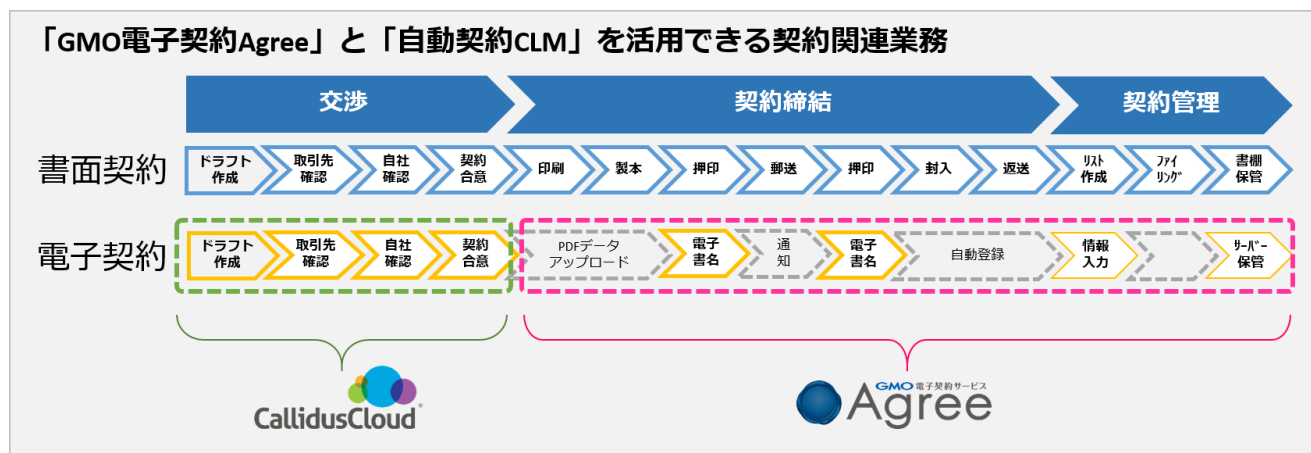 「GMO電子契約Agree」と「自動契約CLM」を活用できる契約関連業務
交渉
契約締結
契約管理
書面契約
ドラフト
作成
取引先
確認
自社
確認
契約
合意
印刷
製本
押印
郵送
押印
封入
返送
ﾘｽﾄ
作成
ﾌｧｲ
ﾘﾝｸﾞ
書棚
保管
電子契約
ドラフト
作成
取引先
確認
自社
確認
契約
合意
PDFデータ
アップロード
電子
書名
通
知
電子
書名
自動登録
情報
入力
ｻｰﾊﾞｰ
保管
CallidusCloud
GMO 電子契約サービス
Agree